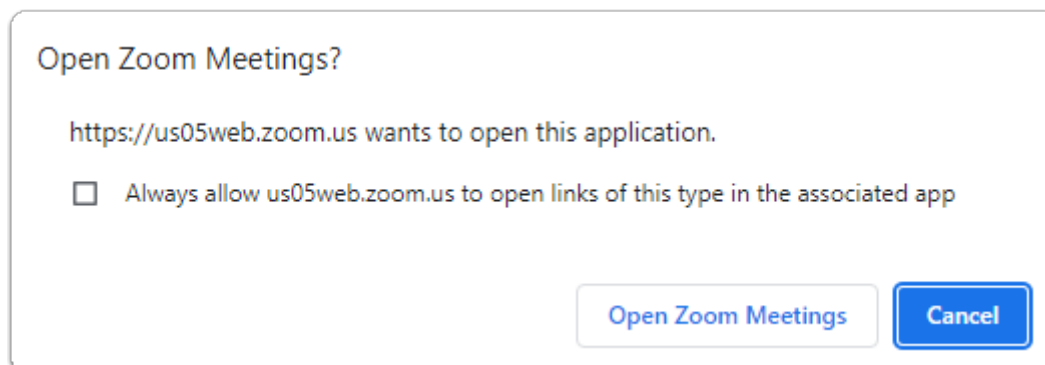 Open Zoom Meetings?
https://us05web.zoom.us wants to open this application.
Always allow us05web.zoom.us to open links of this type in the associated app
Open Zoom Meetings
Cancel